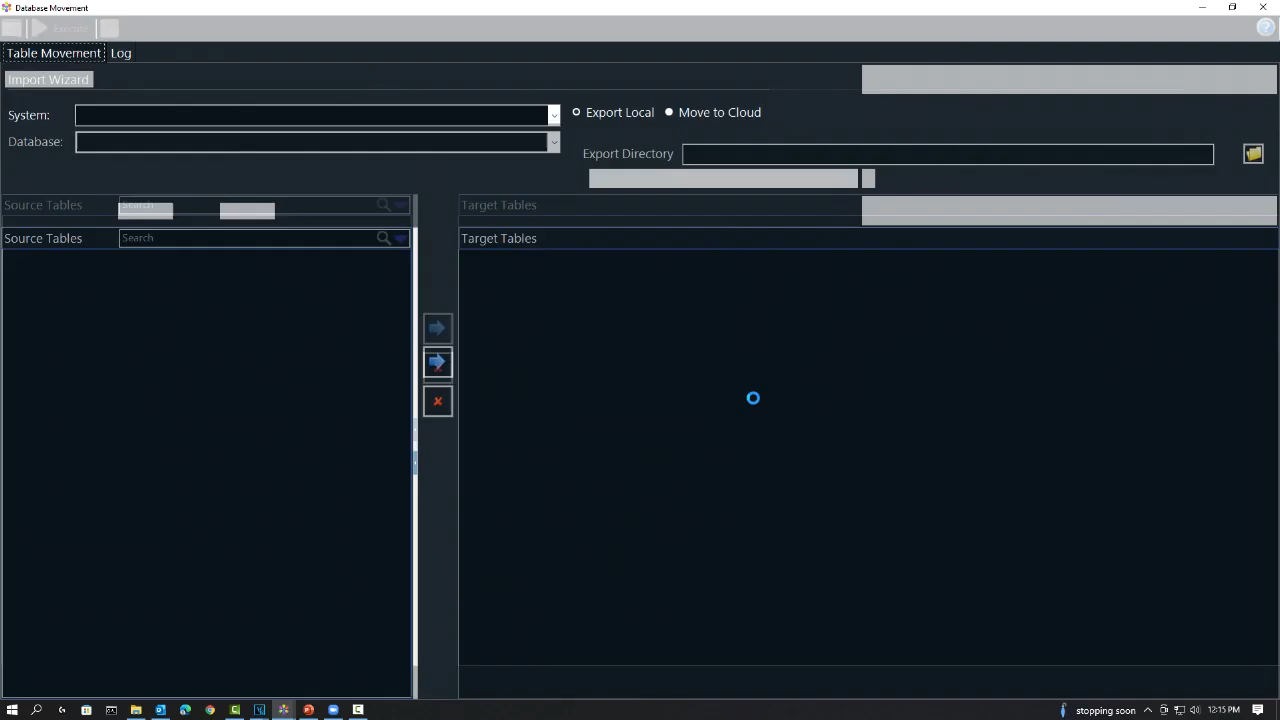 Database Movement
Execute
Table Movement Log
Import Wizard
System: Export Local Move to Cloud
Database:
Export Directory
Source Tables Search Target Tables
Source Tables Search Target Tables
stopping soon 12:15 PM